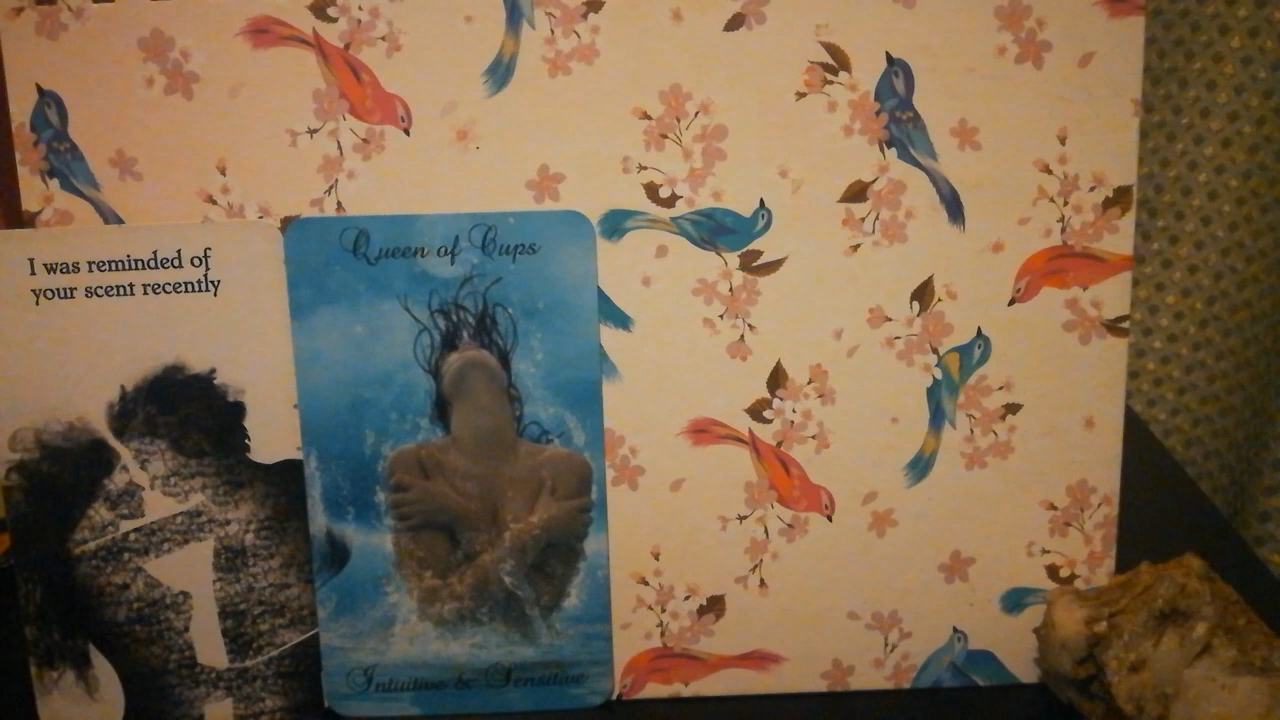 I was reminded of
your scent recently
Queen of Cups
Intuitive & Sensitive